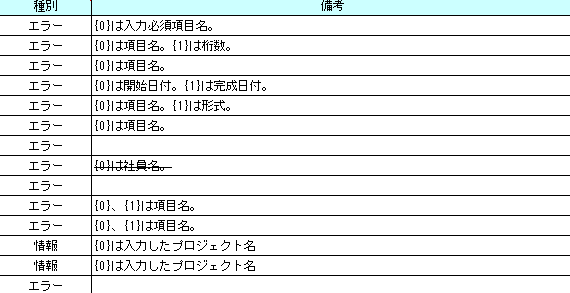 種別 備考
エラー {0}は入力必須項目名。
エラー {0}は項目名。{1}は桁数。
エラー {0}は項目名。
エラー {0}は開始日付。{1}は完成日付。
エラー {0}は項目名。{1}は形式。
エラー {0}は項目名。
エラー
エラー {0}は社員名。
エラー
エラー {0}、{1}は項目名。
エラー {0}、{1}は項目名。
情報 {0}は入力したプロジェクト名
情報 {0}は入力したプロジェクト名
エラー